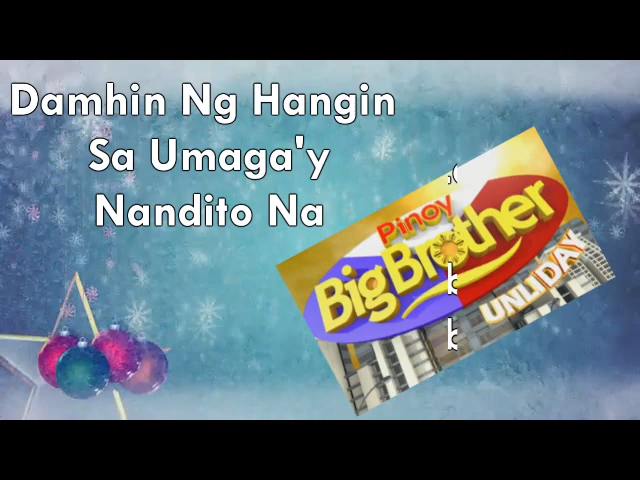 Damhin Ng Hangin
Sa Umaga'y
Nandito Na
Pinoy
Big Brother
UNLIDAY